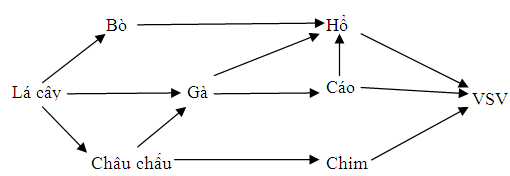 Bò
Hổ
Lá cây
Gà
Cáo
VSV
Châu chấu
Chim